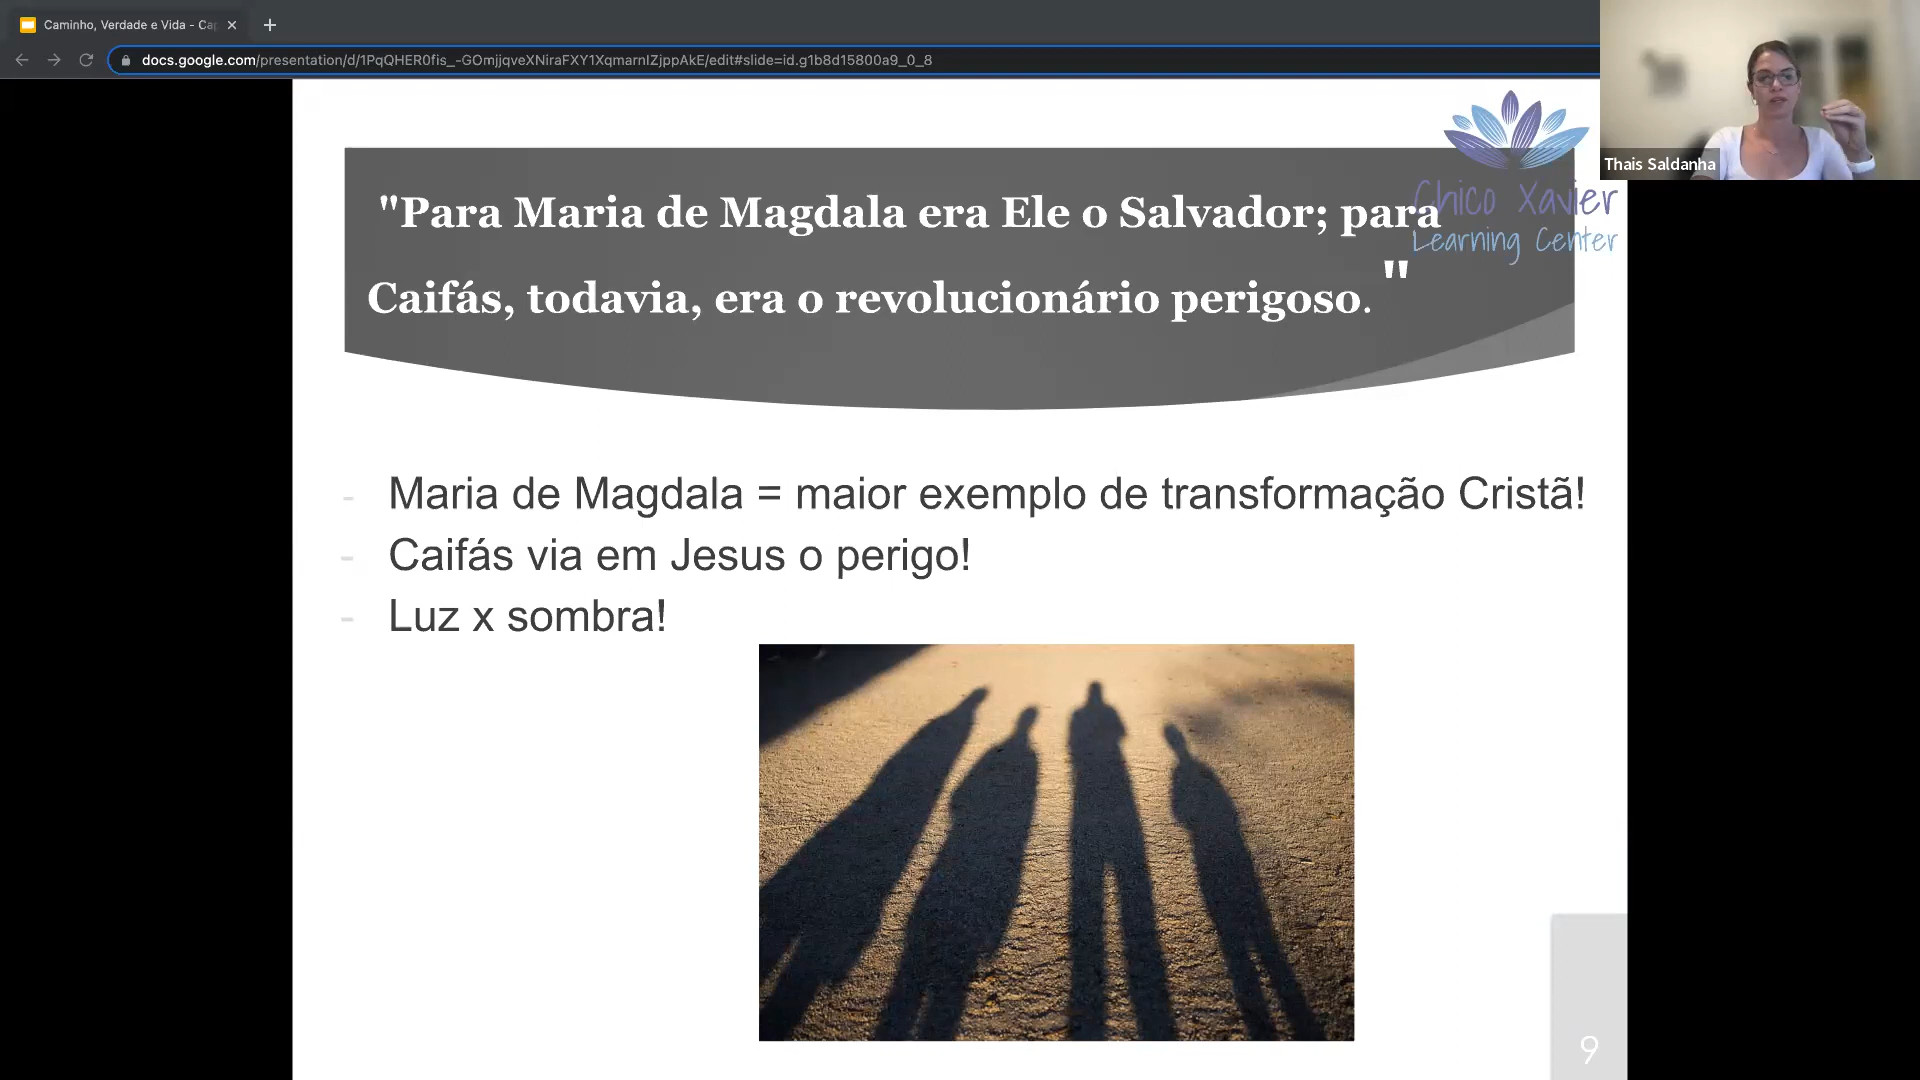 Caminho, Verdade e Vida - Cap
docs.google.com/presentation/d/1PqQHER0fis_-GOmjjqveXNiraFXY1XqmarnIZjppAkE/edit#slide=id.g1b8d15800a9_0_8
Thais Saldanha
Chico Xavier
Learning Center
"Para Maria de Magdala era Ele o Salvador; para
Caifás, todavia, era o revolucionário perigoso. "
- Maria de Magdala = maior exemplo de transformação Cristã!
- Caifás via em Jesus o perigo!
- Luz x sombra!
9